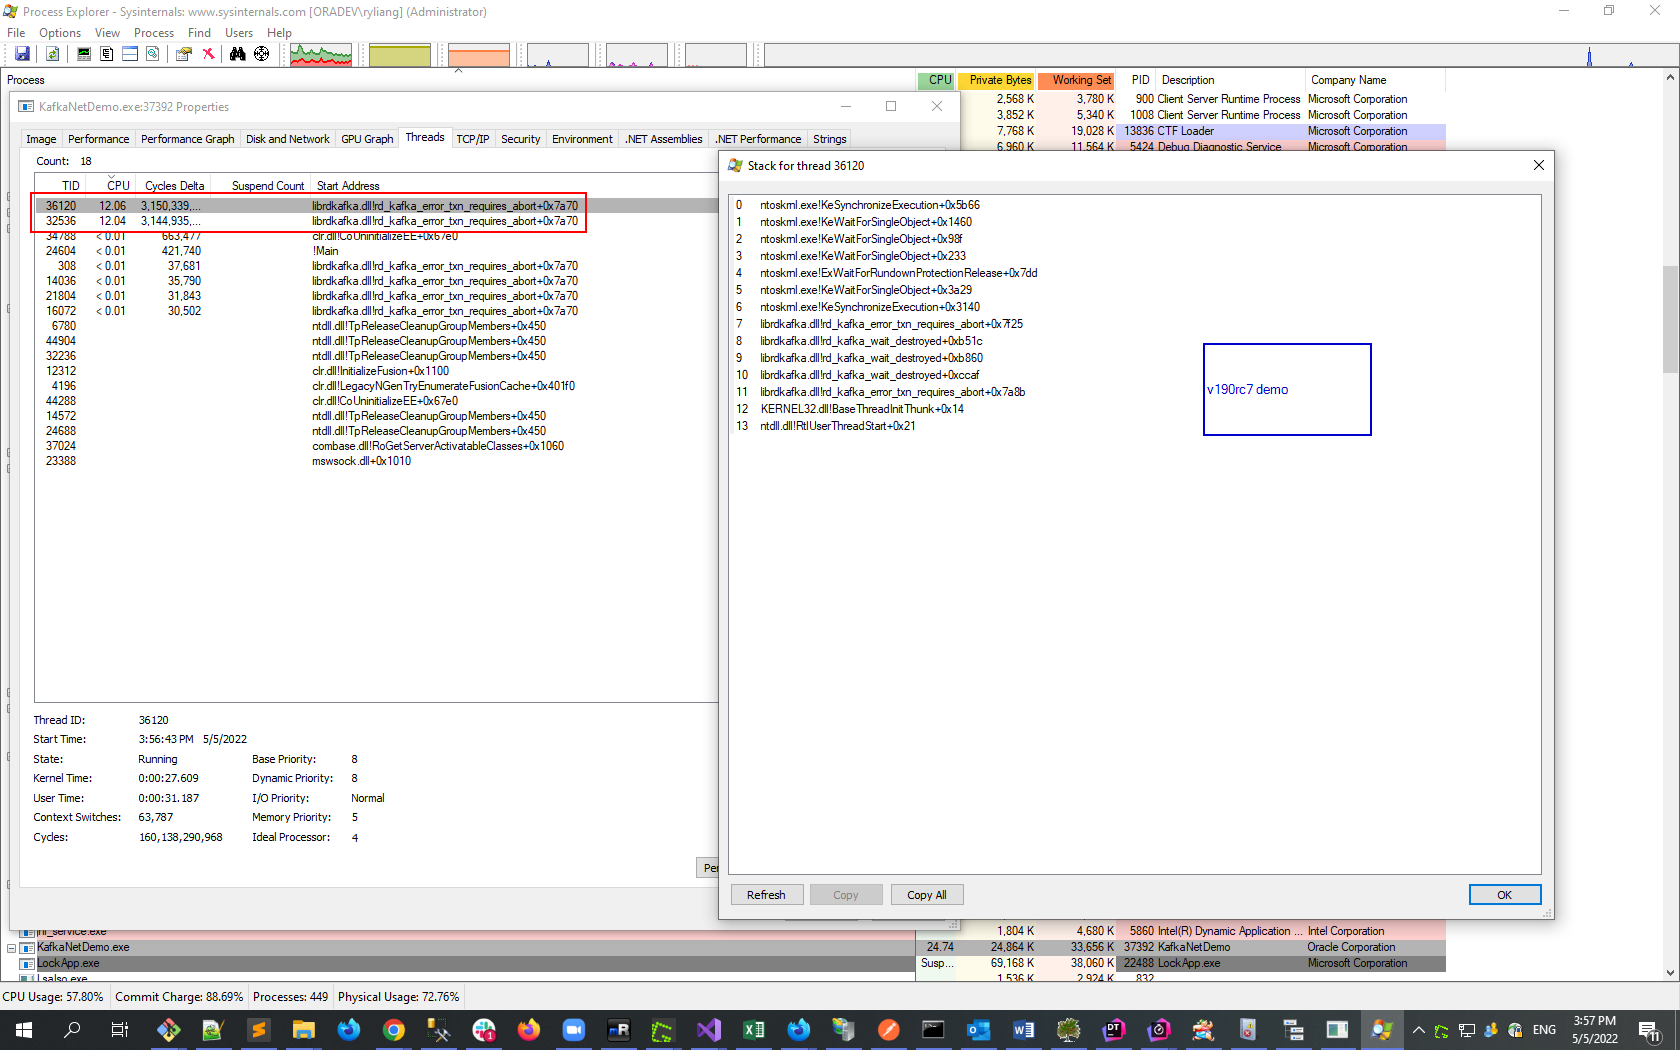 Process Explorer - Sysinternals: www.sysinternals.com [ORADEV\ryliang] (Administrator)
File Options View Process Find Users Help
Process CPU Private Bytes Working Set PID Description Company Name
2,568 K 3,780 K 900 Client Server Runtime Process Microsoft Corporation
3,852 K 5,340 K 1008 Client Server Runtime Process Microsoft Corporation
7,768 K 19,028 K 13836 CTF Loader Microsoft Corporation
6,960 K 11,564 K 5424 Debug Diagnostic Service Microsoft Corporation
KafkaNetDemo.exe:37392 Properties
Image Performance Performance Graph Disk and Network GPU Graph Threads TCP/IP Security Environment .NET Assemblies .NET Performance Strings
Count: 18
TID CPU Cycles Delta Suspend Count Start Address
36120 12.06 3,150,339,... librdkafka.dll!rd_kafka_error_txn_requires_abort+0x7a70
32536 12.04 3,144,935,... librdkafka.dll!rd_kafka_error_txn_requires_abort+0x7a70
34788 < 0.01 663,477 clr.dll!CoUninitializeEE+0x67e0
24604 < 0.01 421,740 !Main
308 < 0.01 37,681 librdkafka.dll!rd_kafka_error_txn_requires_abort+0x7a70
14036 < 0.01 35,790 librdkafka.dll!rd_kafka_error_txn_requires_abort+0x7a70
21804 < 0.01 31,843 librdkafka.dll!rd_kafka_error_txn_requires_abort+0x7a70
16072 < 0.01 30,502 librdkafka.dll!rd_kafka_error_txn_requires_abort+0x7a70
6780 ntdll.dll!TpReleaseCleanupGroupMembers+0x450
44904 ntdll.dll!TpReleaseCleanupGroupMembers+0x450
32236 ntdll.dll!TpReleaseCleanupGroupMembers+0x450
12312 clr.dll!InitializeFusion+0x1100
4196 clr.dll!LegacyNGenTryEnumerateFusionCache+0x401f0
44288 clr.dll!CoUninitializeEE+0x67e0
14572 ntdll.dll!TpReleaseCleanupGroupMembers+0x450
24688 ntdll.dll!TpReleaseCleanupGroupMembers+0x450
37024 combase.dll!RoGetServerActivatableClasses+0x1060
23388 mswsock.dll+0x1010
Thread ID: 36120
Start Time: 3:56:43 PM 5/5/2022
State: Running Base Priority: 8
Kernel Time: 0:00:27.609 Dynamic Priority: 8
User Time: 0:00:31.187 I/O Priority: Normal
Context Switches: 63,787 Memory Priority: 5
Cycles: 160,138,290,968 Ideal Processor: 4
Stack for thread 36120
0 ntoskrnl.exe!KeSynchronizeExecution+0x5b66
1 ntoskrnl.exe!KeWaitForSingleObject+0x1460
2 ntoskrnl.exe!KeWaitForSingleObject+0x98f
3 ntoskrnl.exe!KeWaitForSingleObject+0x233
4 ntoskrnl.exe!ExWaitForRundownProtectionRelease+0x7dd
5 ntoskrnl.exe!KeWaitForSingleObject+0x3a29
6 ntoskrnl.exe!KeSynchronizeExecution+0x3140
7 librdkafka.dll!rd_kafka_error_txn_requires_abort+0x7f25
8 librdkafka.dll!rd_kafka_wait_destroyed+0xb51c
9 librdkafka.dll!rd_kafka_wait_destroyed+0xb860
10 librdkafka.dll!rd_kafka_wait_destroyed+0xccaf
11 librdkafka.dll!rd_kafka_error_txn_requires_abort+0x7a8b
12 KERNEL32.dll!BaseThreadInitThunk+0x14
13 ntdll.dll!RtlUserThreadStart+0x21
v190rc7 demo
Refresh Copy Copy All OK
1,804 K 4,680 K 5860 Intel(R) Dynamic Application ... Intel Corporation
KafkaNetDemo.exe 24.74 24,864 K 33,656 K 37392 KafkaNetDemo Oracle Corporation
LockApp.exe Susp... 69,168 K 38,060 K 22488 LockApp.exe Microsoft Corporation
1,536 K 2,924 K 832
CPU Usage: 57.80% Commit Charge: 88.69% Processes: 449 Physical Usage: 72.76%
ENG
3:57 PM
5/5/2022
11